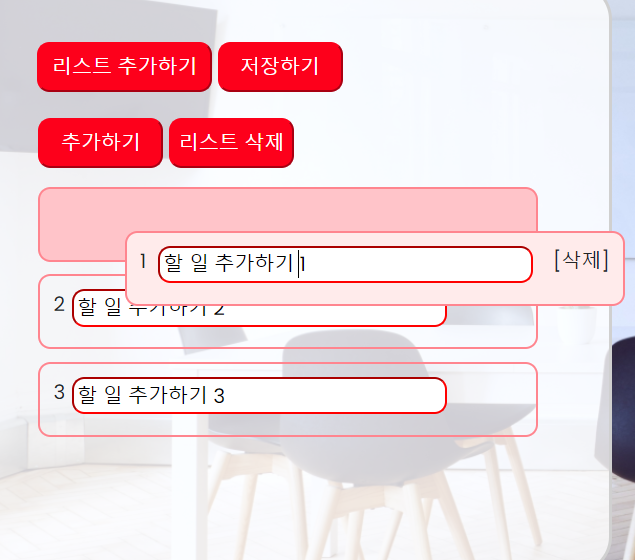 리스트 추가하기 저장하기
추가하기 리스트 삭제
1 할 일 추가하기 1 [삭제]
2 할 일 추가하기 2
3 할 일 추가하기 3